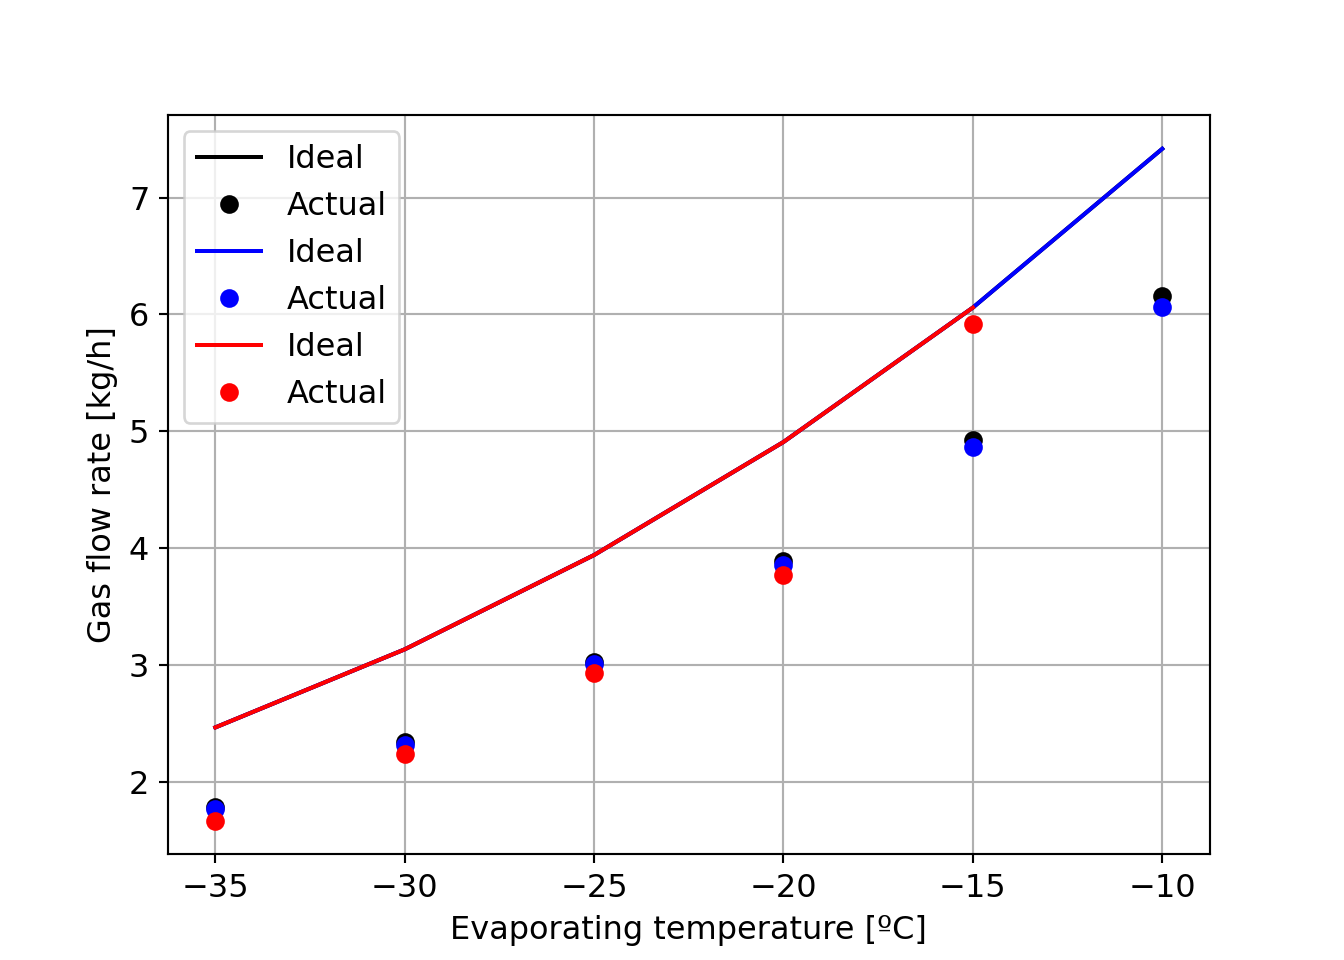 Ideal
Actual
Ideal
Actual
Ideal
Actual
7
6
5
4
3
2
Gas flow rate [kg/h]
−35 −30 −25 −20 −15 −10
Evaporating temperature [ºC]